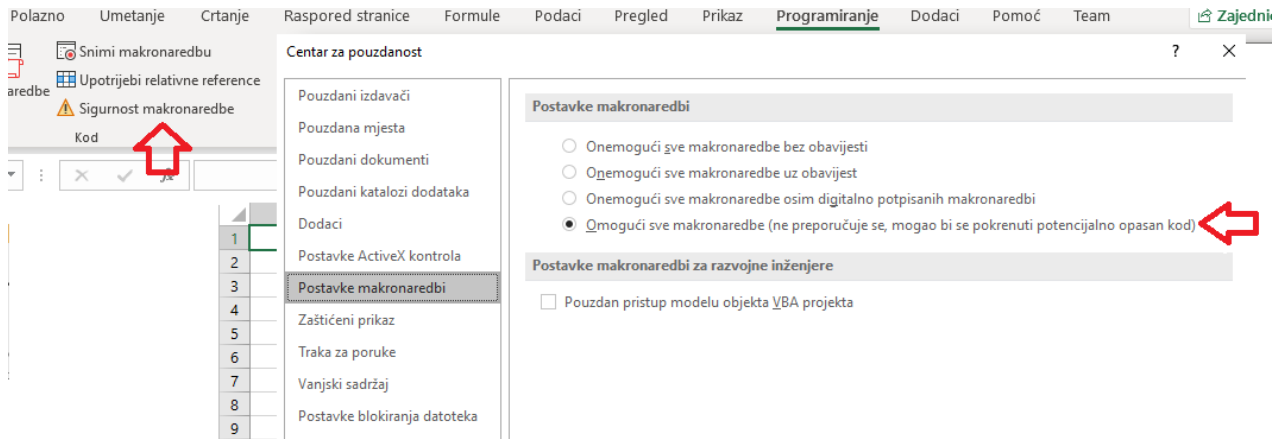 Polazno Umetanje Crtanje Raspored stranice Formule Podaci Pregled Prikaz Programiranje Dodaci Pomoć Team
Snimi makronaredbu
Upotrijebi relativne reference
Sigurnost makronaredbe
Kod
Centar za pouzdanost ? ×
Pouzdani izdavači
Pouzdana mjesta
Pouzdani dokumenti
Pouzdani katalozi dodataka
Dodaci
Postavke ActiveX kontrola
Postavke makronaredbi
Zaštićeni prikaz
Traka za poruke
Vanjski sadržaj
Postavke blokiranja datoteka
Postavke makronaredbi
Onemogući sve makronaredbe bez obavijesti
Onemogući sve makronaredbe uz obavijest
Onemogući sve makronaredbe osim digitalno potpisanih makronaredbi
Omogući sve makronaredbe (ne preporučuje se, mogao bi se pokrenuti potencijalno opasan kod)
Postavke makronaredbi za razvojne inženjere
Pouzdan pristup modelu objekta VBA projekta
1
2
3
4
5
6
7
8
9